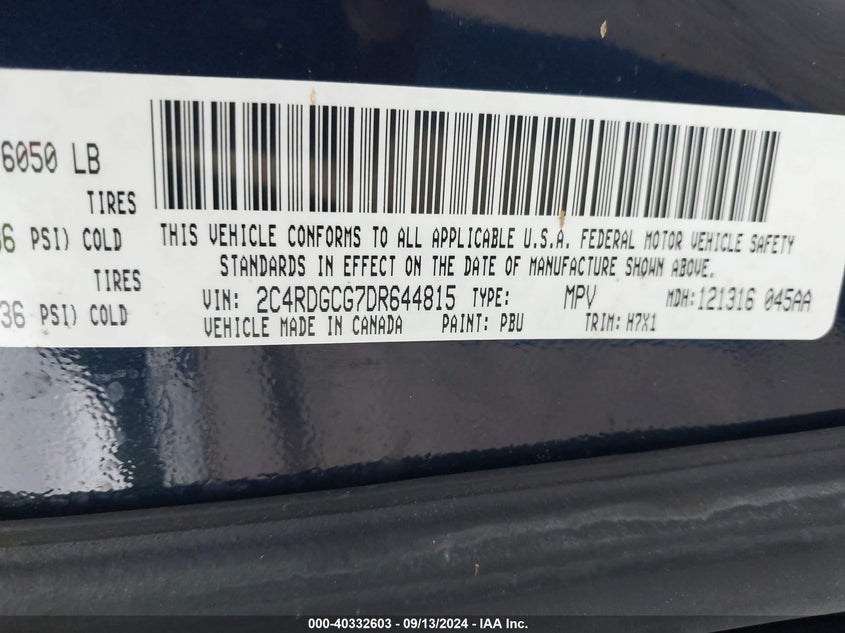 6050 LB
TIRES
36 PSI) COLD
TIRES
36 PSI) COLD
THIS VEHICLE CONFORMS TO ALL APPLICABLE U.S.A. FEDERAL MOTOR VEHICLE SAFETY
STANDARDS IN EFFECT ON THE DATE OF MANUFACTURE SHOWN ABOVE.
VIN: 2C4RDGCG7DR644815 TYPE: MPV MDH:121316 045AA
VEHICLE MADE IN CANADA PAINT: PBU TRIM: H7X1
000-40332603 - 09/13/2024 - IAA Inc.